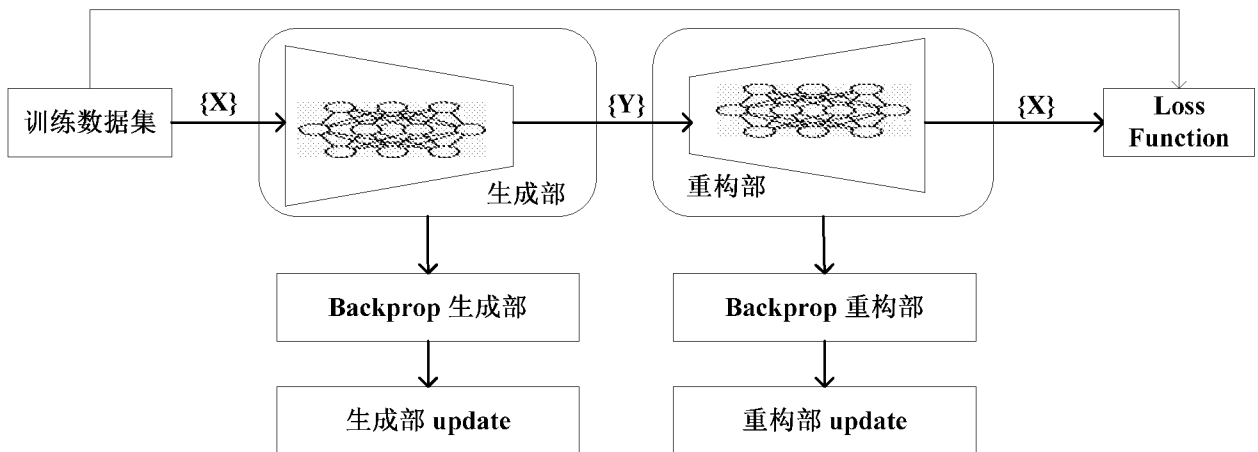 训练数据集
{X}
生成部
{Y}
重构部
{X}
Loss
Function
Backprop 生成部
Backprop 重构部
生成部 update
重构部 update